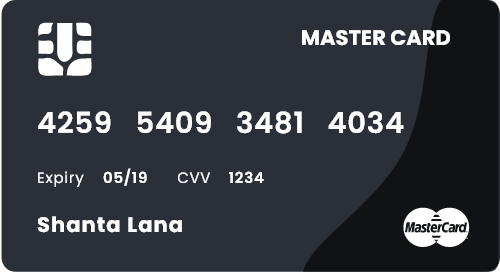 MASTER CARD
4259 5409 3481 4034
Expiry 05/19 CVV 1234
Shanta Lana
MasterCard